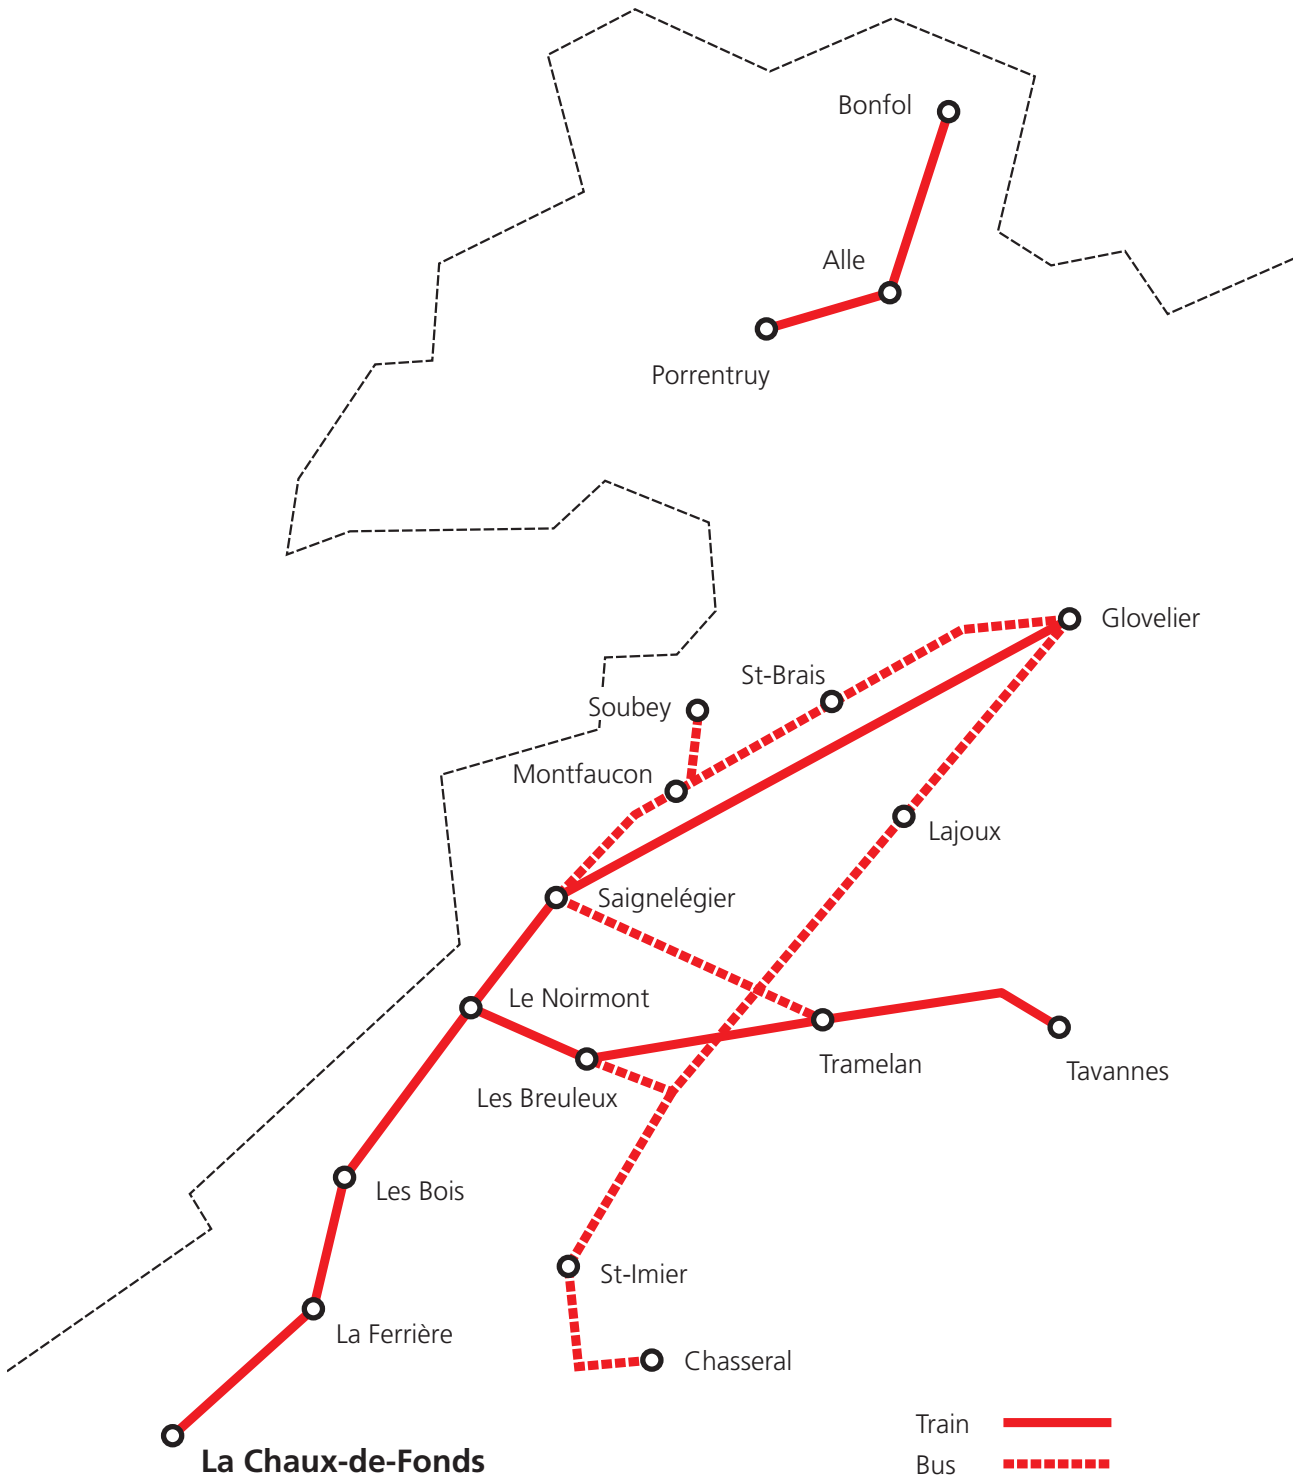 Bonfol
Alle
Porrentruy
Glovelier
St-Brais
Soubey
Montfaucon
Lajoux
Saignelégier
Le Noirmont
Tramelan
Tavannes
Les Breuleux
Les Bois
St-Imier
La Ferrière
Chasseral
Train
La Chaux-de-Fonds
Bus